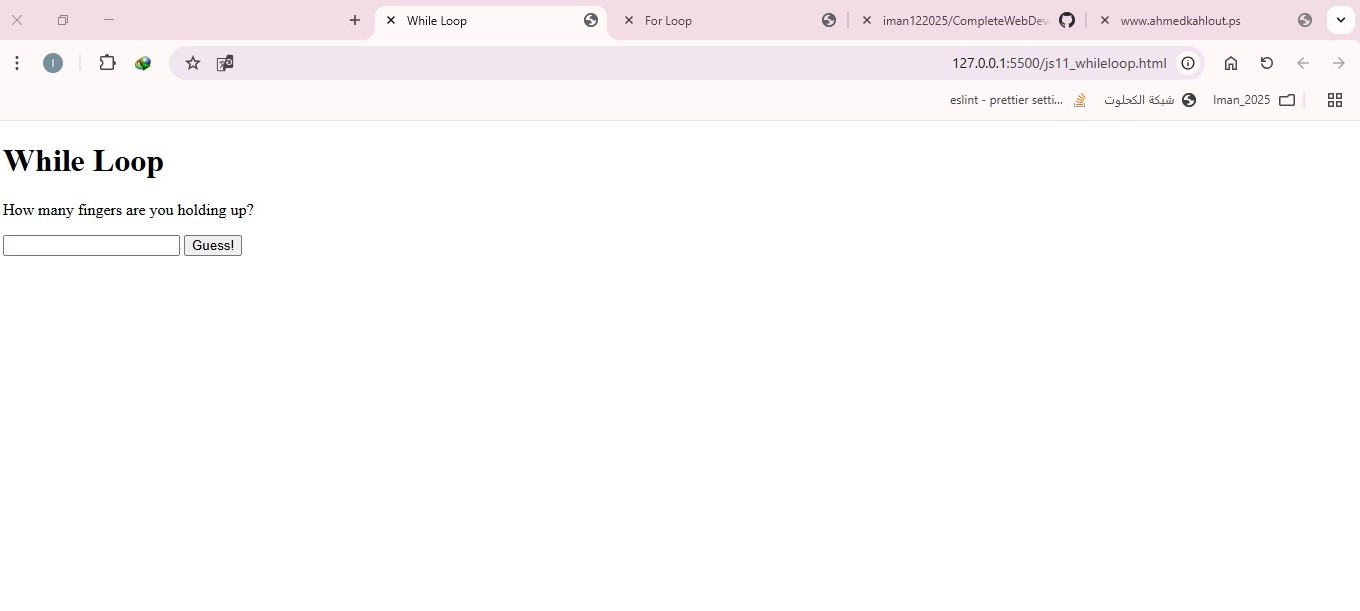 While Loop
For Loop
iman122025/CompleteWebDev
www.ahmedkahlout.ps
I
127.0.0.1:5500/js11_whileloop.html
eslint - prettier setti...
شبكة الكحلوت
Iman_2025
While Loop
How many fingers are you holding up?
Guess!